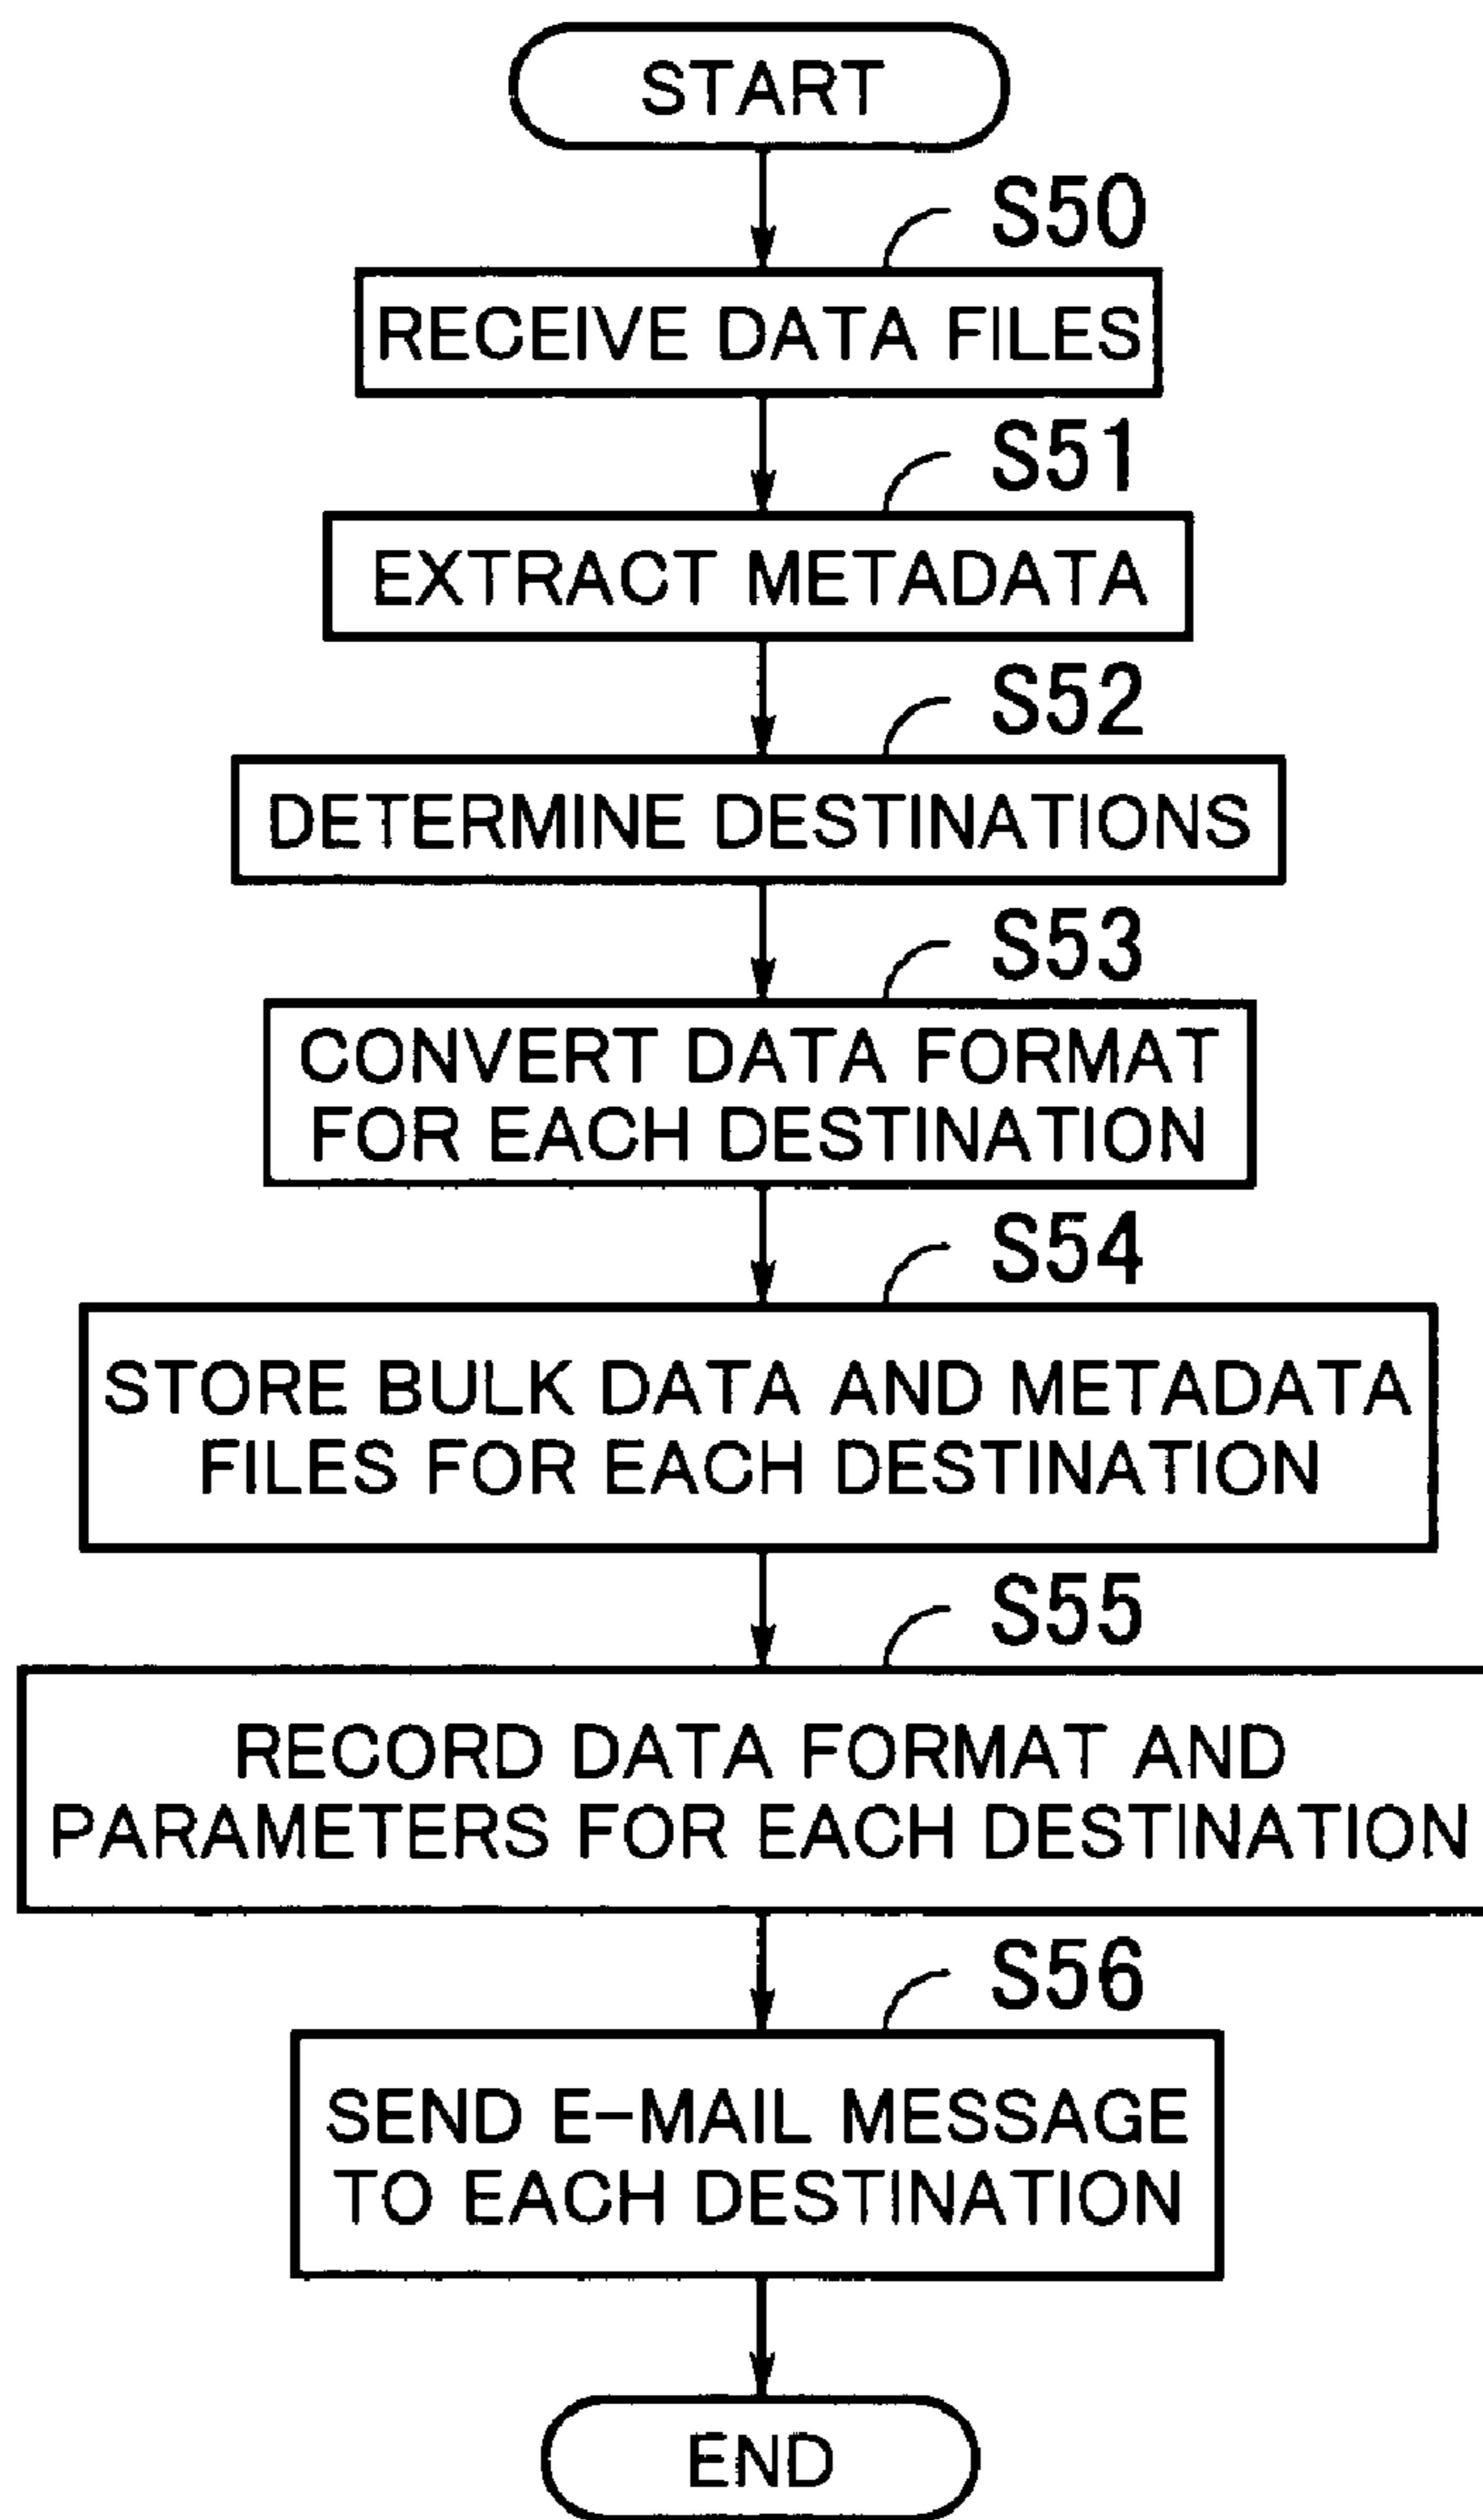 START
S50
RECEIVE DATA FILES
S51
EXTRACT METADATA
S52
DETERMINE DESTINATIONS
S53
CONVERT DATA FORMAT
FOR EACH DESTINATION
S54
STORE BULK DATA AND METADATA
FILES FOR EACH DESTINATION
S55
RECORD DATA FORMAT AND
PARAMETERS FOR EACH DESTINATION
S56
SEND E-MAIL MESSAGE
TO EACH DESTINATION
END